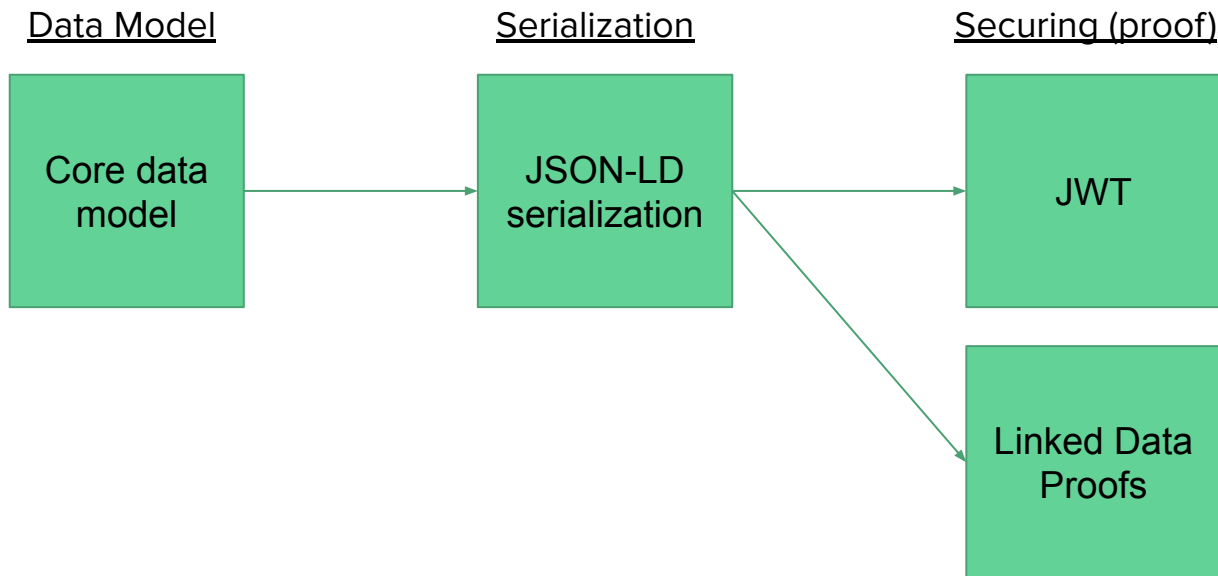 Data Model
Serialization
Securing (proof)
Core data
model
JSON-LD
serialization
JWT
Linked Data
Proofs